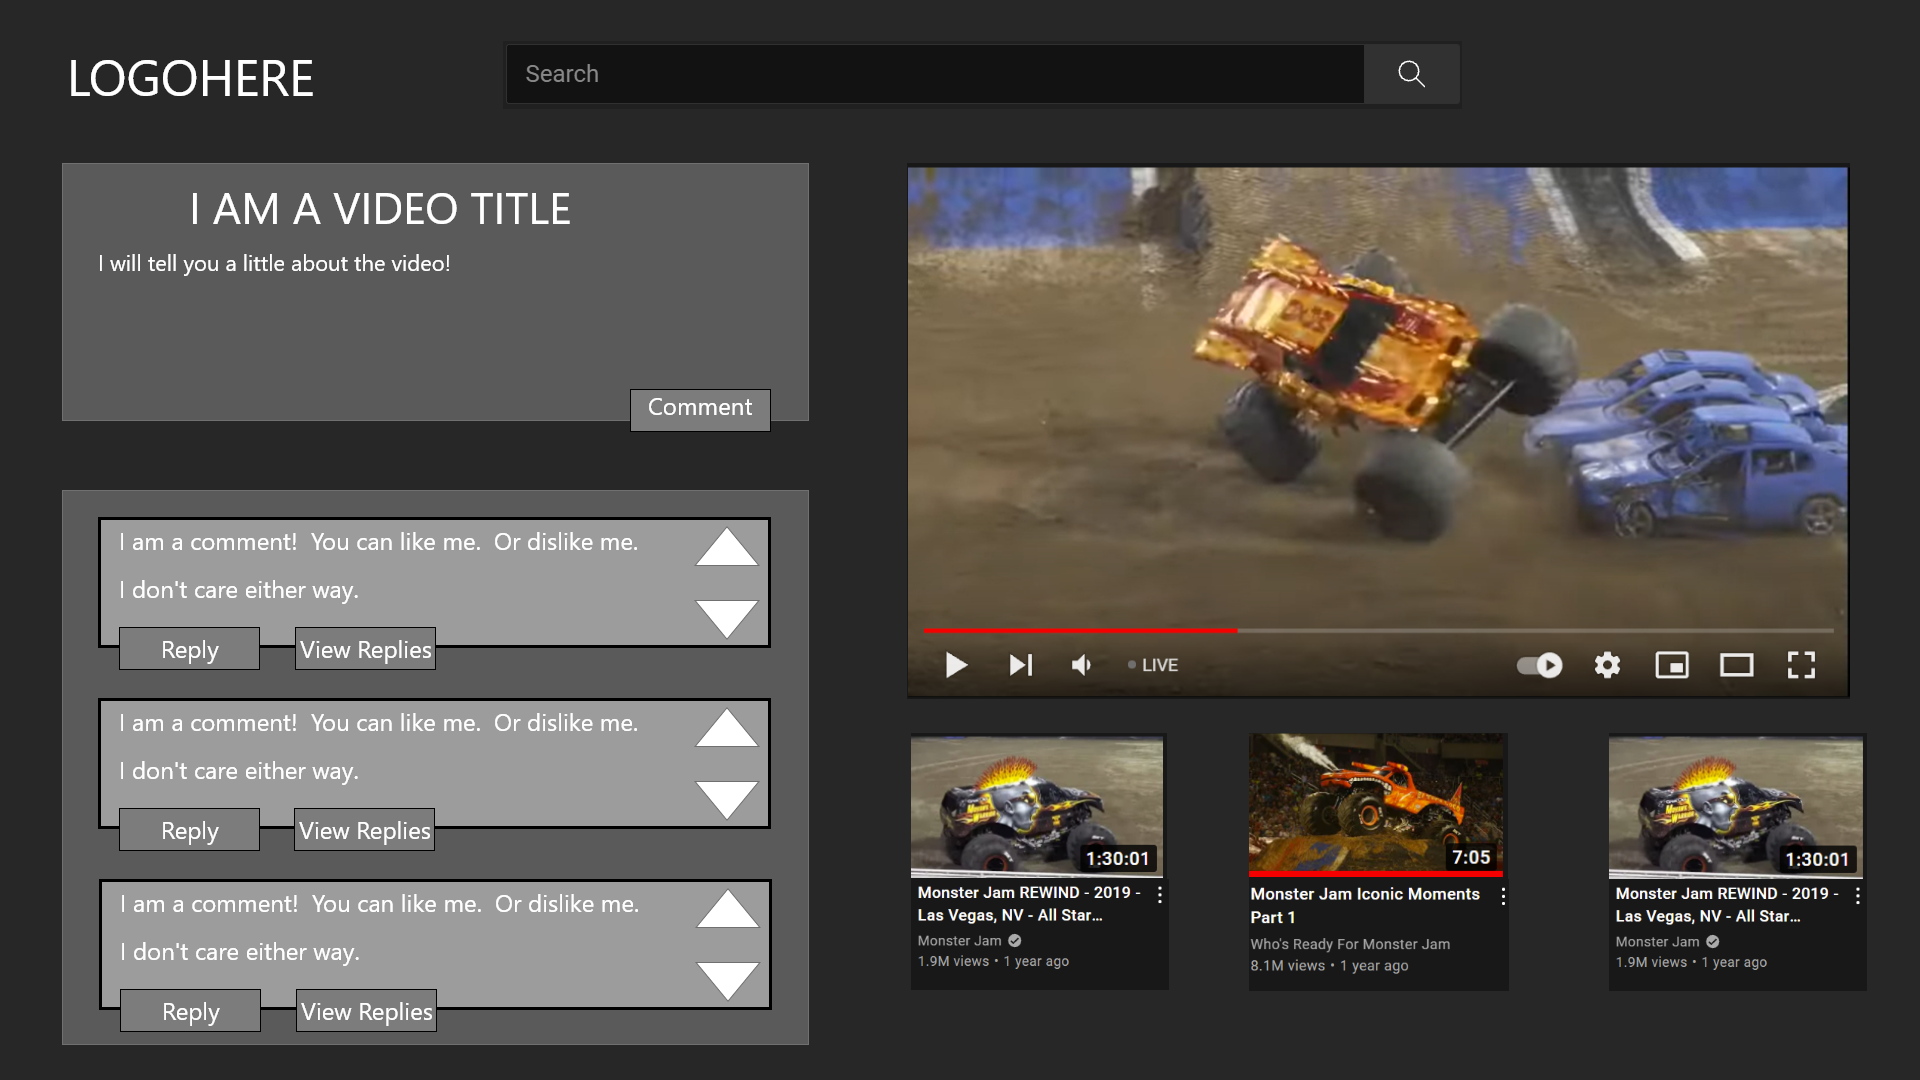 LOGOHERE
Search
I AM A VIDEO TITLE
I will tell you a little about the video!
Comment
I am a comment!  You can like me.  Or dislike me.
I don't care either way.
Reply
View Replies
I am a comment!  You can like me.  Or dislike me.
I don't care either way.
Reply
View Replies
I am a comment!  You can like me.  Or dislike me.
I don't care either way.
Reply
View Replies
LIVE
1:30:01
Monster Jam REWIND - 2019 -
Las Vegas, NV - All Star...
Monster Jam
1.9M views • 1 year ago
7:05
Monster Jam Iconic Moments
Part 1
Who's Ready For Monster Jam
8.1M views • 1 year ago
1:30:01
Monster Jam REWIND - 2019 -
Las Vegas, NV - All Star...
Monster Jam
1.9M views • 1 year ago